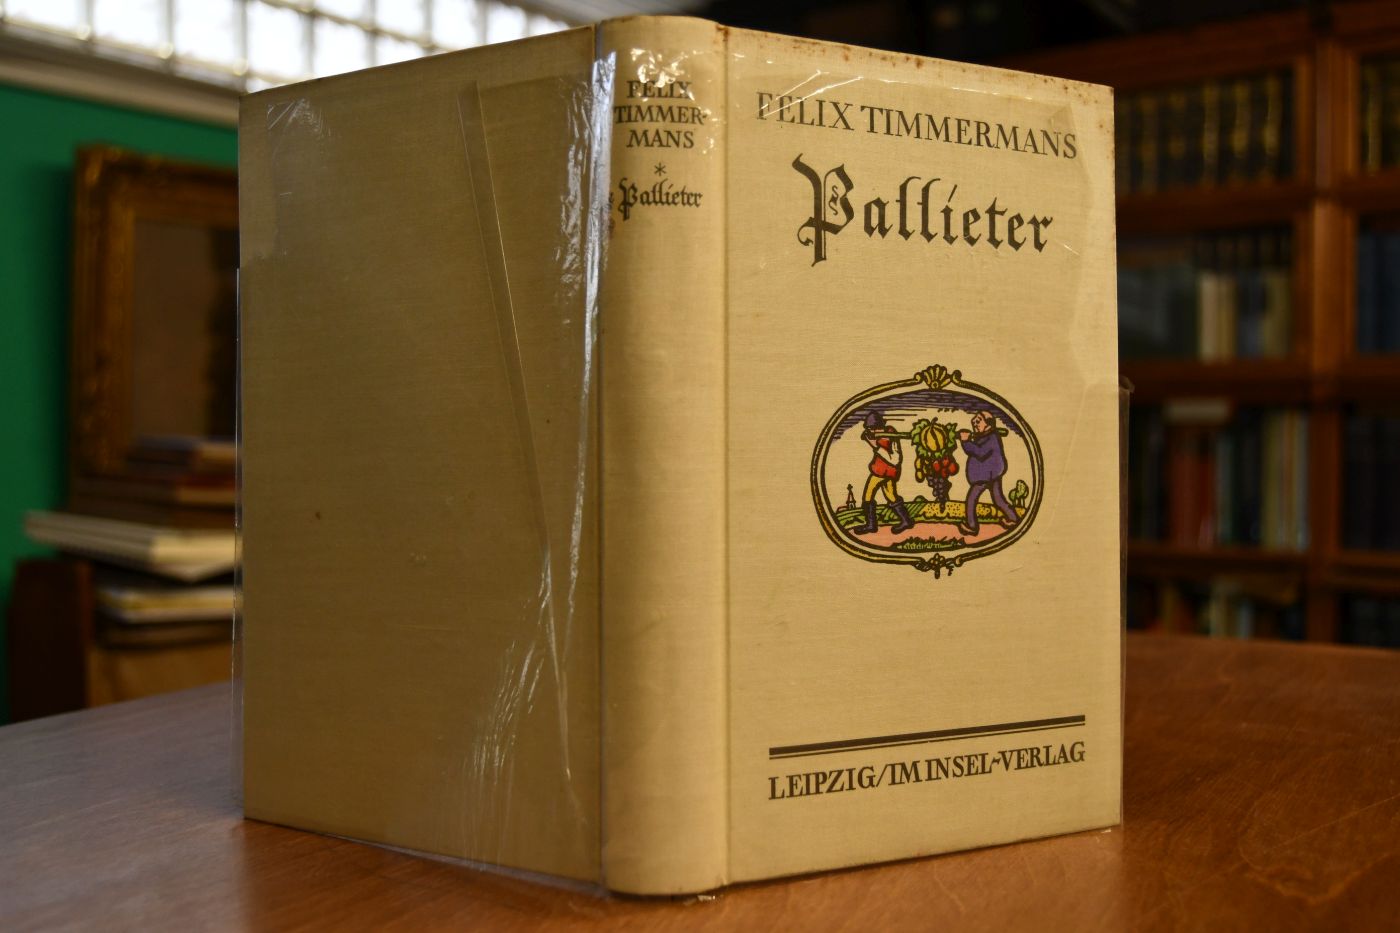 FELIX
TIMMER-
MANS
*
Pallieter
FELIX TIMMERMANS
Pallieter
LEIPZIG/IM INSEL-VERLAG